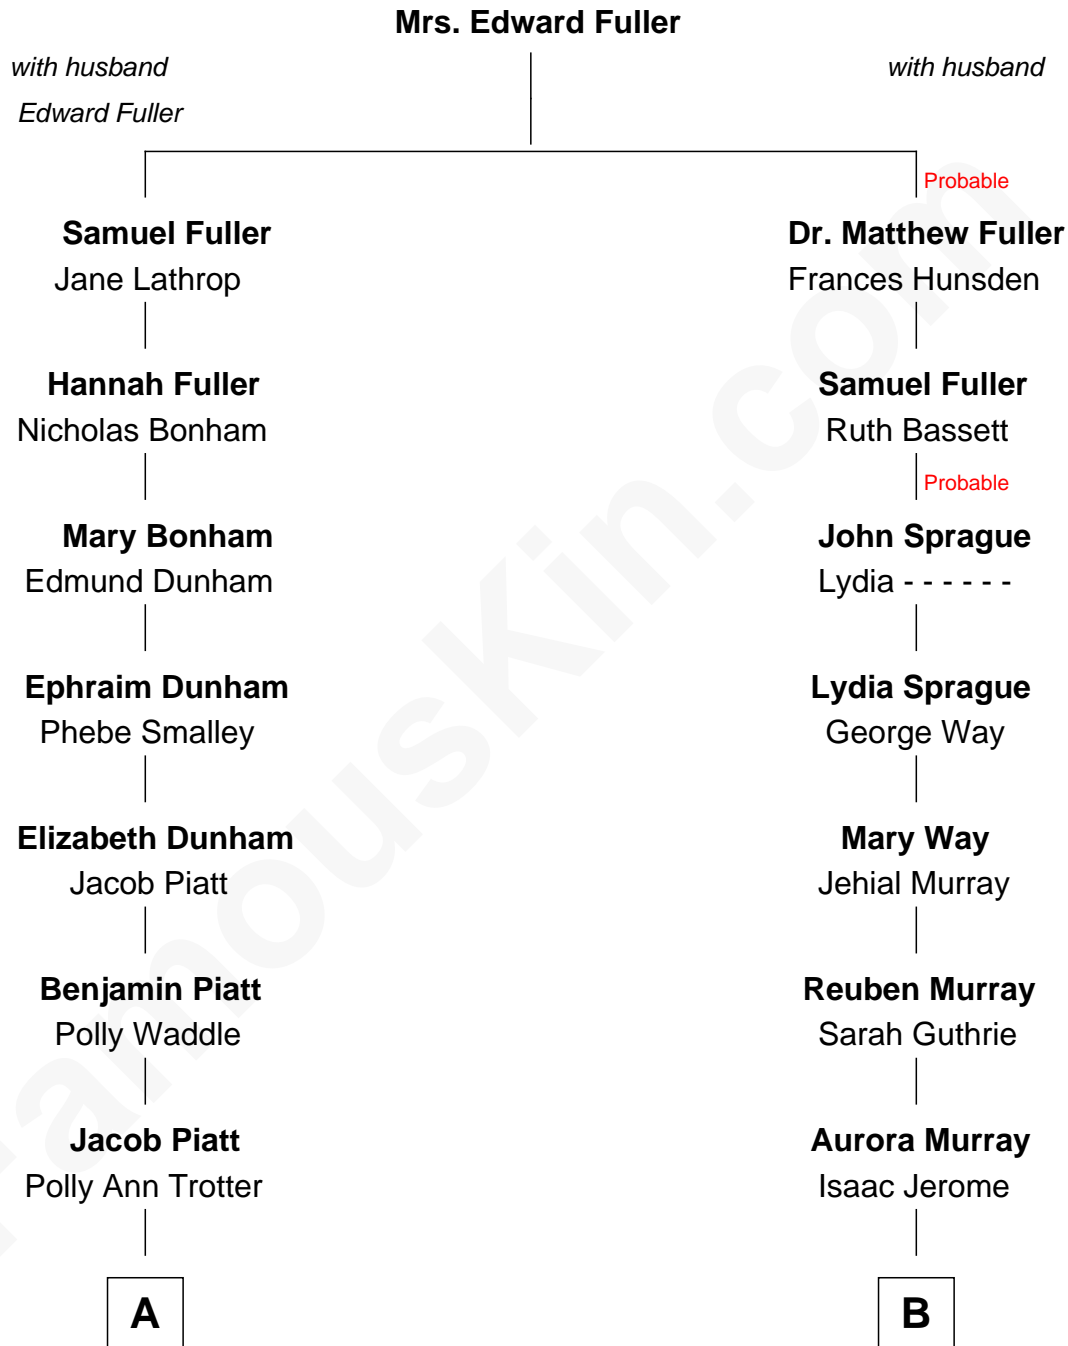 Mrs. Edward Fuller
with husband
Edward Fuller
with husband
Probable
Samuel Fuller
Jane Lathrop
Dr. Matthew Fuller
Frances Hunsden
Hannah Fuller
Nicholas Bonham
Samuel Fuller
Ruth Bassett
Probable
Mary Bonham
Edmund Dunham
John Sprague
Lydia - - - - - -
Ephraim Dunham
Phebe Smalley
Lydia Sprague
George Way
Elizabeth Dunham
Jacob Piatt
Mary Way
Jehial Murray
Benjamin Piatt
Polly Waddle
Reuben Murray
Sarah Guthrie
Jacob Piatt
Polly Ann Trotter
Aurora Murray
Isaac Jerome
A
B
FamousKin.com